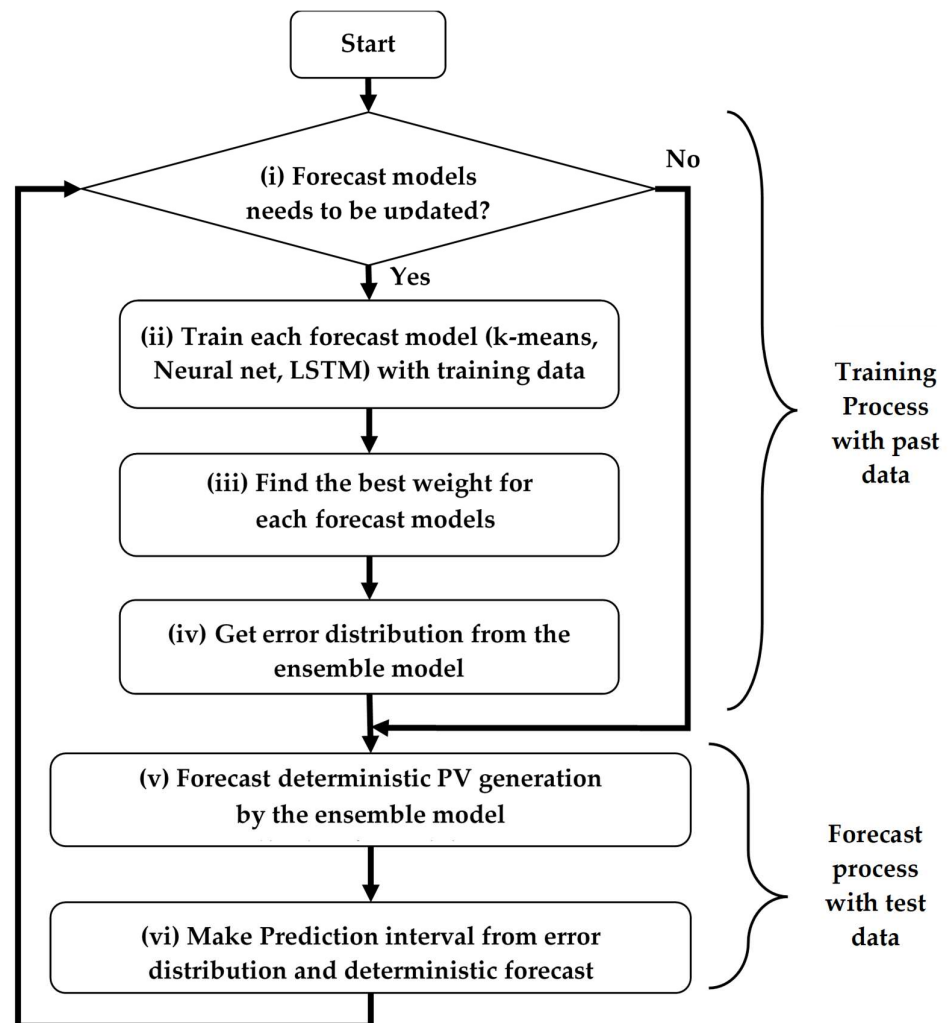 Start
No
(i) Forecast models
needs to be updated?
Yes
(ii) Train each forecast model (k-means,
Neural net, LSTM) with training data
(iii) Find the best weight for
each forecast models
(iv) Get error distribution from the
ensemble model
Training
Process
with past
data
(v) Forecast deterministic PV generation
by the ensemble model
(vi) Make Prediction interval from error
distribution and deterministic forecast
Forecast
process
with test
data